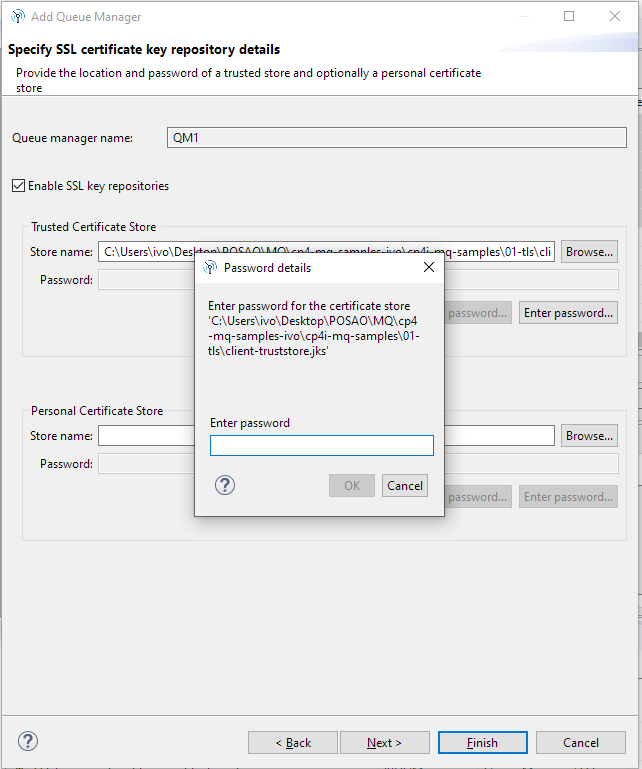 Add Queue Manager
Specify SSL certificate key repository details
Provide the location and password of a trusted store and optionally a personal certificate
store
Queue manager name:
QM1
Enable SSL key repositories
Trusted Certificate Store
Store name:
C:\Users\ivo\Desktop\POSAO\MQ\cp4-mq-samples-ivo\cp4i-mq-samples\01-tls\cli
Browse...
Password:
password...
Enter password...
Password details
Enter password for the certificate store
'C:\Users\ivo\Desktop\POSAO\MQ\cp4
-mq-samples-ivo\cp4i-mq-samples\01-
tls\client-truststore.jks'
Enter password
?
OK
Cancel
Personal Certificate Store
Store name:
Browse...
Password:
password...
Enter password...
?
< Back
Next >
Finish
Cancel